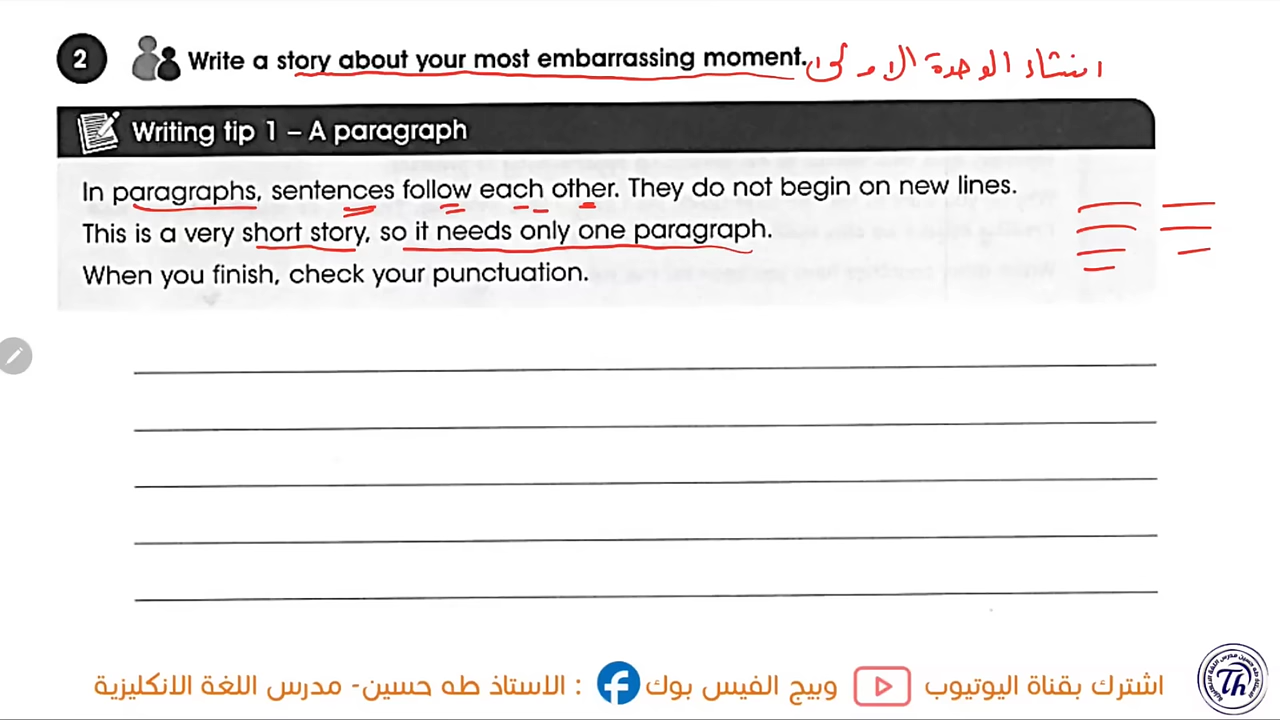 2 Write a story about your most embarrassing moment. انشاء الوحدة الاولى
Writing tip 1 – A paragraph
In paragraphs, sentences follow each other. They do not begin on new lines.
This is a very short story, so it needs only one paragraph.
When you finish, check your punctuation.
اشترك بقناة اليوتيوب وبيج الفيس بوك : الاستاذ طه حسين- مدرس اللغة الانكليزية
Th